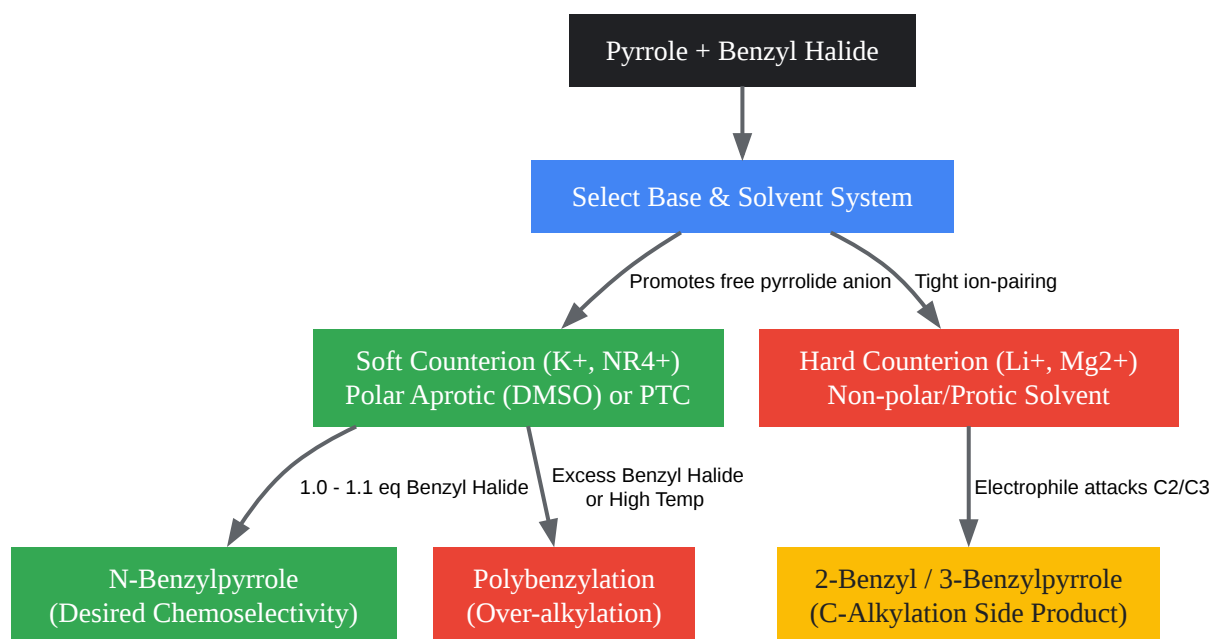 Pyrrole + Benzyl Halide
Select Base & Solvent System
Promotes free pyrrolide anion
Tight ion-pairing
Soft Counterion (K+, NR4+)
Polar Aprotic (DMSO) or PTC
Hard Counterion (Li+, Mg2+)
Non-polar/Protic Solvent
1.0 - 1.1 eq Benzyl Halide
Excess Benzyl Halide
or High Temp
Electrophile attacks C2/C3
N-Benzylpyrrole
(Desired Chemoselectivity)
Polybenzylation
(Over-alkylation)
2-Benzyl / 3-Benzylpyrrole
(C-Alkylation Side Product)